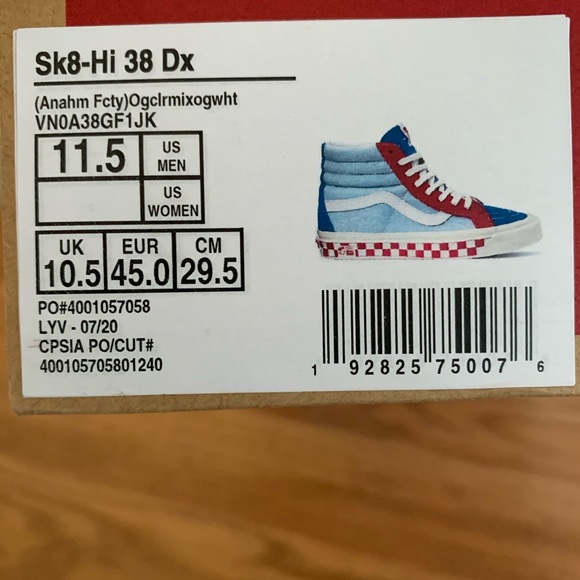 Sk8-Hi 38 Dx
(Anahm Fcty)Ogclrmixogwht
VN0A38GF1JK
11.5 US MEN
US WOMEN
UK EUR CM
10.5 45.0 29.5
PO#4001057058
LYV - 07/20
CPSIA PO/CUT#
400105705801240
1 92825 75007 6